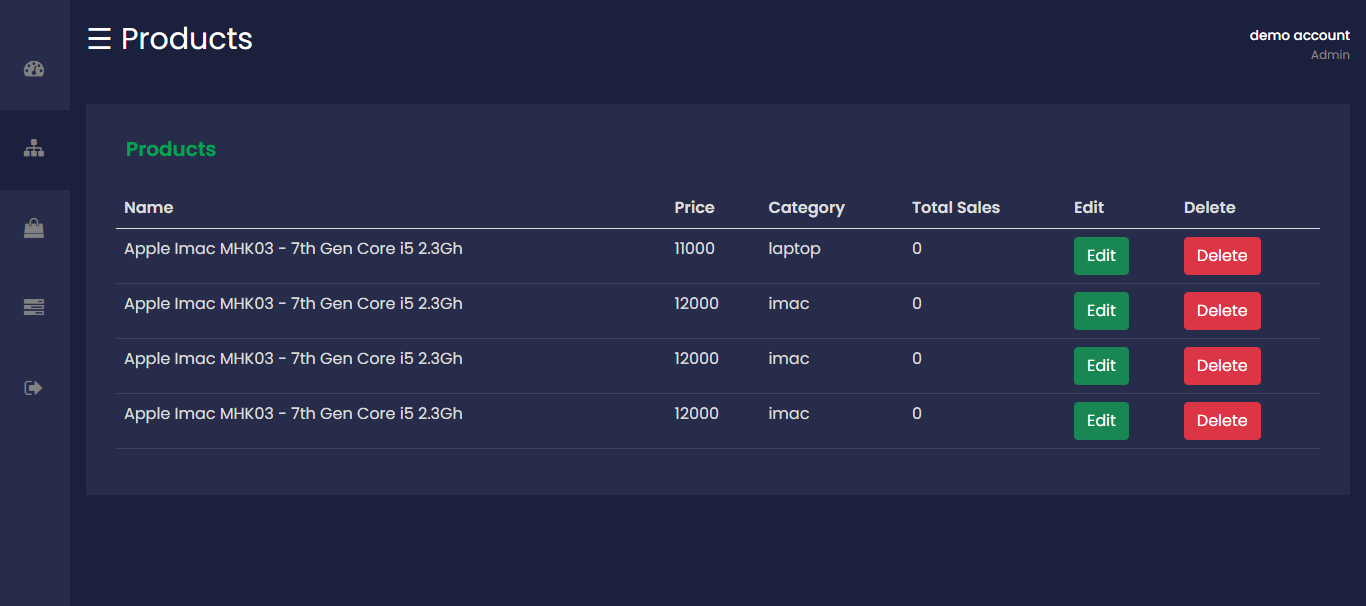 ☰ Products
demo account
Admin
Products
Name Price Category Total Sales Edit Delete
Apple Imac MHK03 - 7th Gen Core i5 2.3Gh 11000 laptop 0 Edit Delete
Apple Imac MHK03 - 7th Gen Core i5 2.3Gh 12000 imac 0 Edit Delete
Apple Imac MHK03 - 7th Gen Core i5 2.3Gh 12000 imac 0 Edit Delete
Apple Imac MHK03 - 7th Gen Core i5 2.3Gh 12000 imac 0 Edit Delete